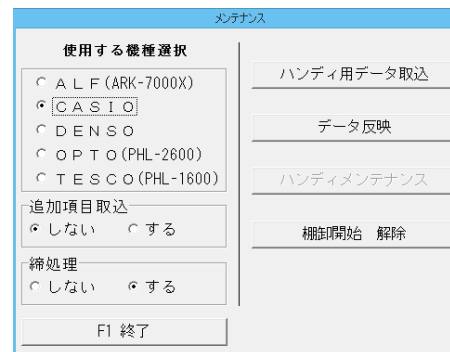 メンテナンス
使用する機種選択
ＡＬＦ(ARK-7000X)
ＣＡＳＩＯ
ＤＥＮＳＯ
ＯＰＴＯ(PHL-2600)
ＴＥＳＣＯ(PHL-1600)
追加項目取込
しない する
締処理
しない する
F1 終了
ハンディ用データ取込
データ反映
ハンディメンテナンス
棚卸開始　解除